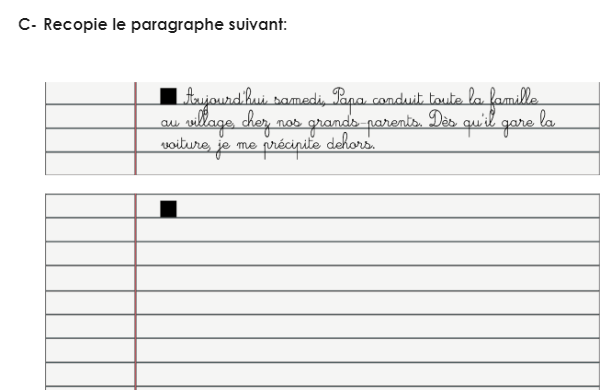 C- Recopie le paragraphe suivant:
Aujourd'hui samedi, Papa conduit toute la famille
au village, chez nos grands-parents. Dès qu'il gare la
voiture, je me précipite dehors.